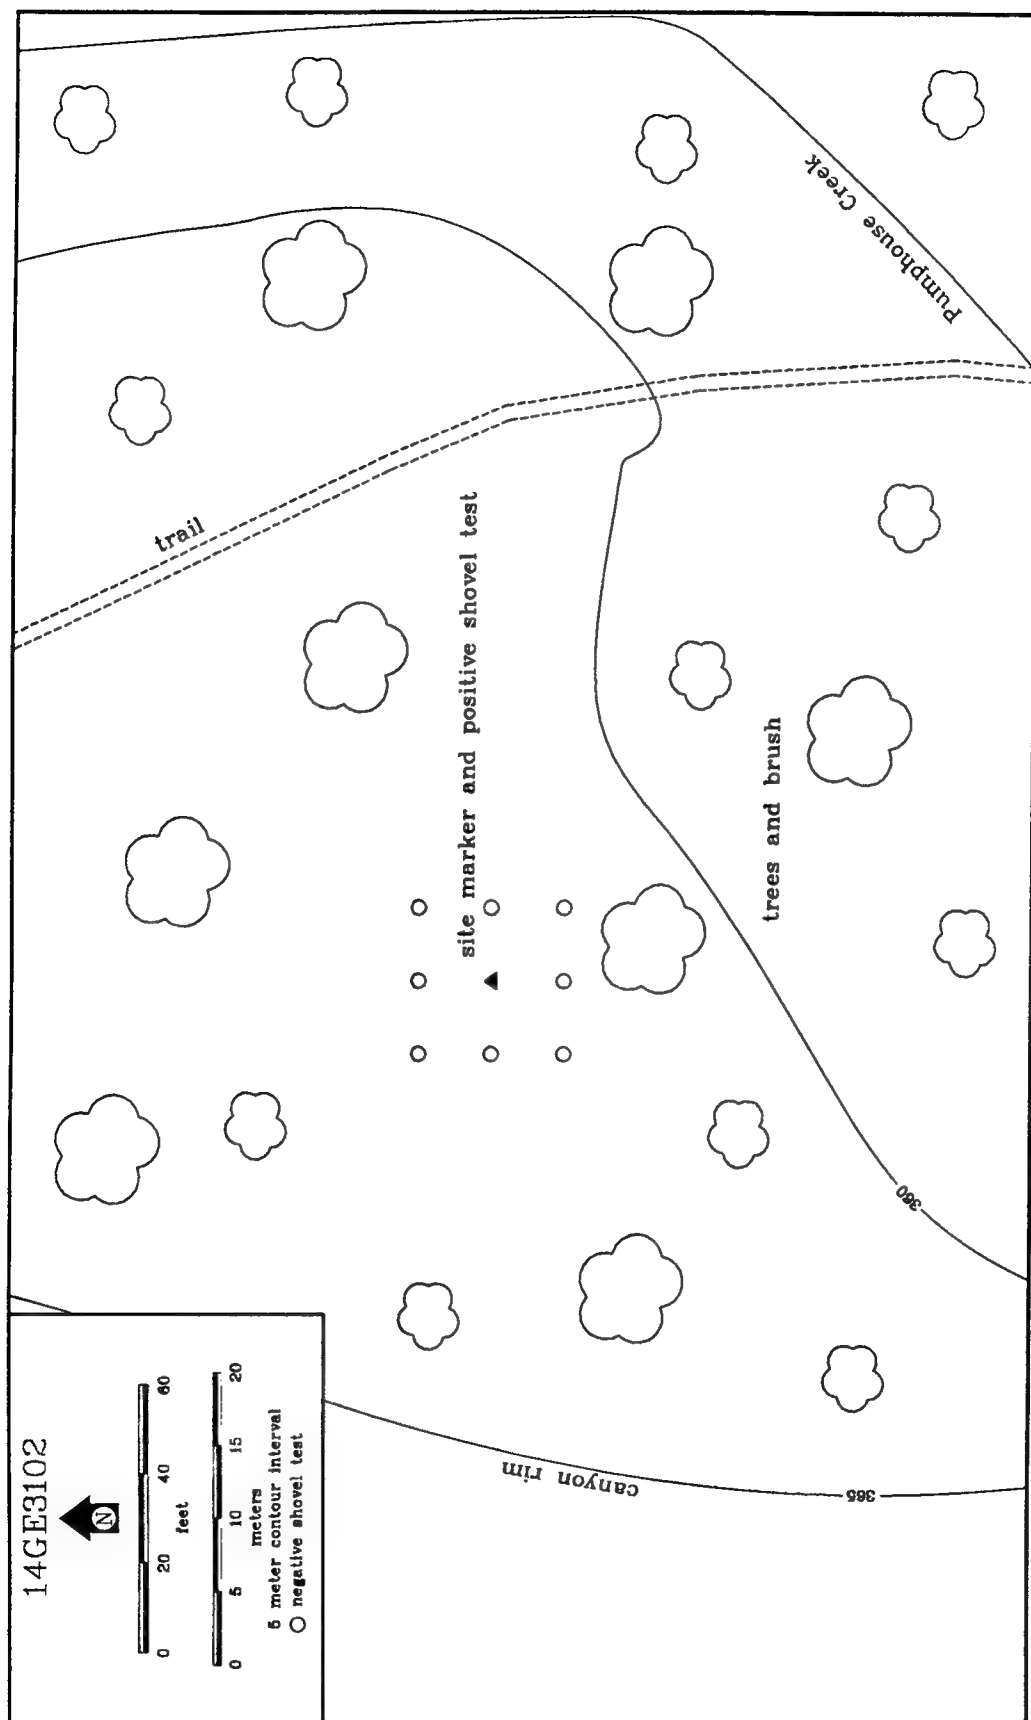 14GE3102
N
0 20 40 60
feet
0 5 10 15 20
meters
5 meter contour interval
negative shovel test
canyon rim
365
360
trees and brush
site marker and positive shovel test
trail
Pumphouse Creek